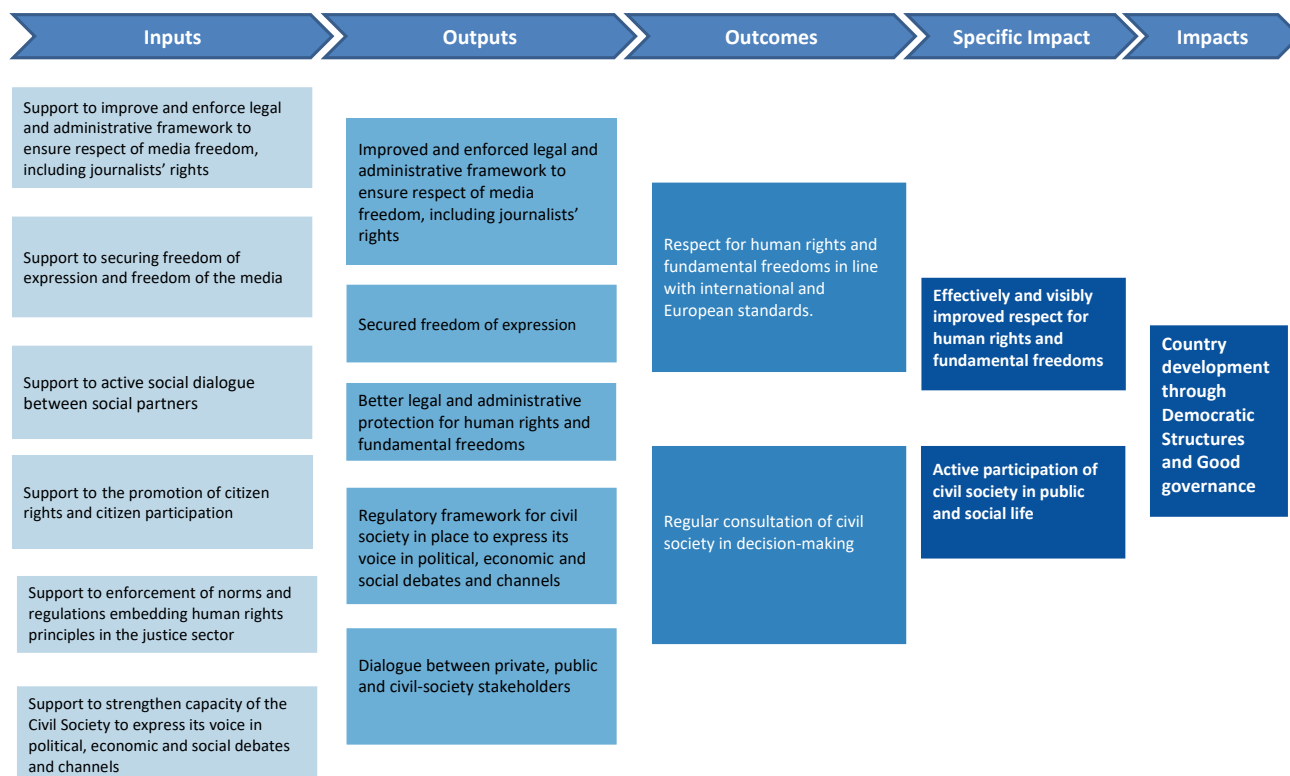 Inputs
Outputs
Outcomes
Specific Impact
Impacts
Support to improve and enforce legal
and administrative framework to
ensure respect of media freedom,
including journalists’ rights
Support to securing freedom of
expression and freedom of the media
Support to active social dialogue
between social partners
Support to the promotion of citizen
rights and citizen participation
Support to enforcement of norms and
regulations embedding human rights
principles in the justice sector
Support to strengthen capacity of the
Civil Society to express its voice in
political, economic and social debates
and channels
Improved and enforced legal and
administrative framework to
ensure respect of media
freedom, including journalists’
rights
Secured freedom of expression
Better legal and administrative
protection for human rights and
fundamental freedoms
Regulatory framework for civil
society in place to express its
voice in political, economic and
social debates and channels
Dialogue between private, public
and civil-society stakeholders
Respect for human rights and
fundamental freedoms in line
with international and
European standards.
Regular consultation of civil
society in decision-making
Effectively and visibly
improved respect for
human rights and
fundamental freedoms
Active participation of
civil society in public
and social life
Country
development
through
Democratic
Structures
and Good
governance